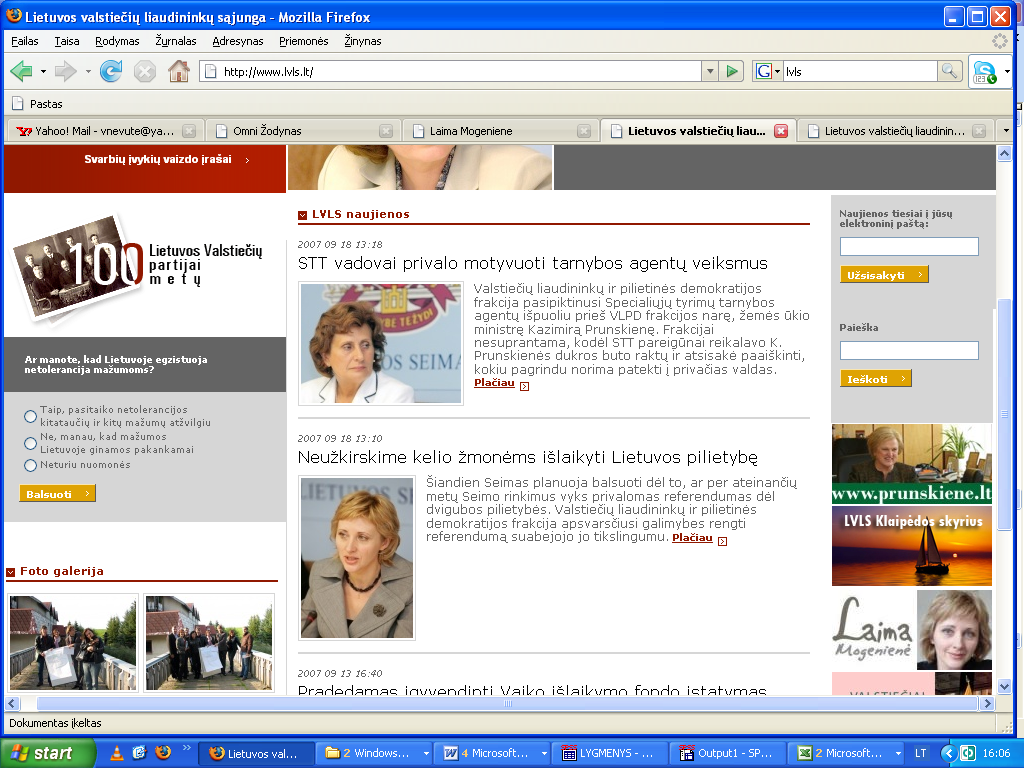 Lietuvos valstiečių liaudininkų sąjunga - Mozilla Firefox
Failas Taisa Rodymas Žurnalas Adresynas Priemonės Žinynas
http://www.lvls.lt/
G
lvls
Pastas
Yahoo! Mail - vnevute@ya...
Omni Žodynas
Laima Mogeniene
Lietuvos valstiečių liau...
Lietuvos valstiečių liaudinin...
Svarbių įvykių vaizdo įrašai
100
Lietuvos Valstiečių
partijai
metų
Ar manote, kad Lietuvoje egzistuoja
netolerancija mažumoms?
Taip, pasitaiko netolerancijos
kitataučių ir kitų mažumų atžvilgiu
Ne, manau, kad mažumos
Lietuvoje ginamos pakankamai
Neturiu nuomonės
Balsuoti
Foto galerija
LVLS naujienos
2007 09 18 13:18
STT vadovai privalo motyvuoti tarnybos agentų veiksmus
Valstiečių liaudininkų ir pilietinės demokratijos
frakcija pasipiktinusi Specialiųjų tyrimų tarnybos
agentų išpuoliu prieš VLPD frakcijos narę, žemės ūkio
ministrę Kazimirą Prunskienę. Frakcijai
nesuprantama, kodėl STT pareigūnai reikalavo K.
Prunskienės dukros buto raktų ir atsisakė paaiškinti,
kokiu pagrindu norima patekti į privačias valdas.
Plačiau
2007 09 18 13:10
Neužkirskime kelio žmonėms išlaikyti Lietuvos pilietybę
Šiandien Seimas planuoja balsuoti dėl to, ar per ateinančių
metų Seimo rinkimus vyks privalomas referendumas dėl
dvigubos pilietybės. Valstiečių liaudininkų ir pilietinės
demokratijos frakcija apsvarsčiusi galimybes rengti
referendumą suabejojo jo tikslingumu. Plačiau
2007 09 13 16:40
Pradedamas įgyvendinti Vaiko išlaikymo fondo įstatymas
Naujienos tiesiai į jūsų
elektroninį paštą:
Užsisakyti
Paieška
Ieškoti
www.prunskiene.lt
LVLS Klaipėdos skyrius
Laima
Mogenienė
VALSTIEČIAI
Dokumentas įkeltas
start
Lietuvos val...
2 Windows...
4 Microsoft...
LYGMENYS - ...
Output1 - SP...
2 Microsoft...
LT
16:06